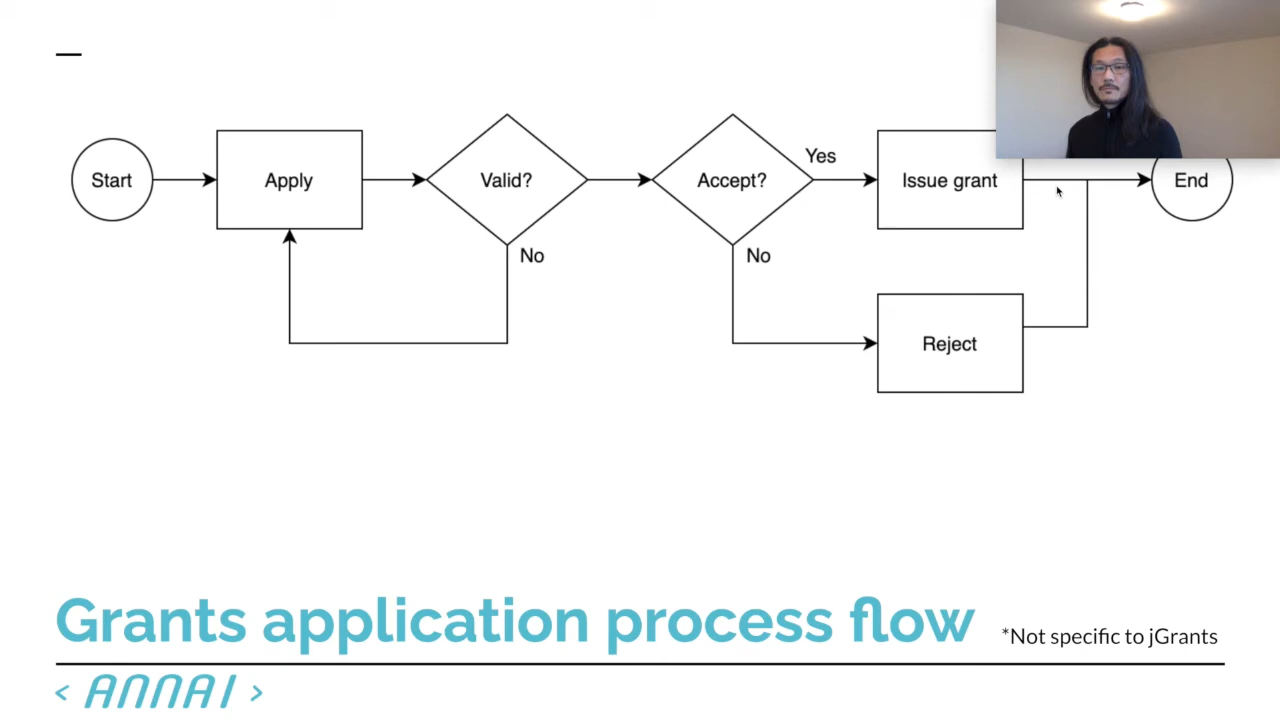 Start
Apply
Valid?
No
Accept?
Yes
No
Issue grant
Reject
End
Grants application process flow
*Not specific to jGrants
< ANNAI >